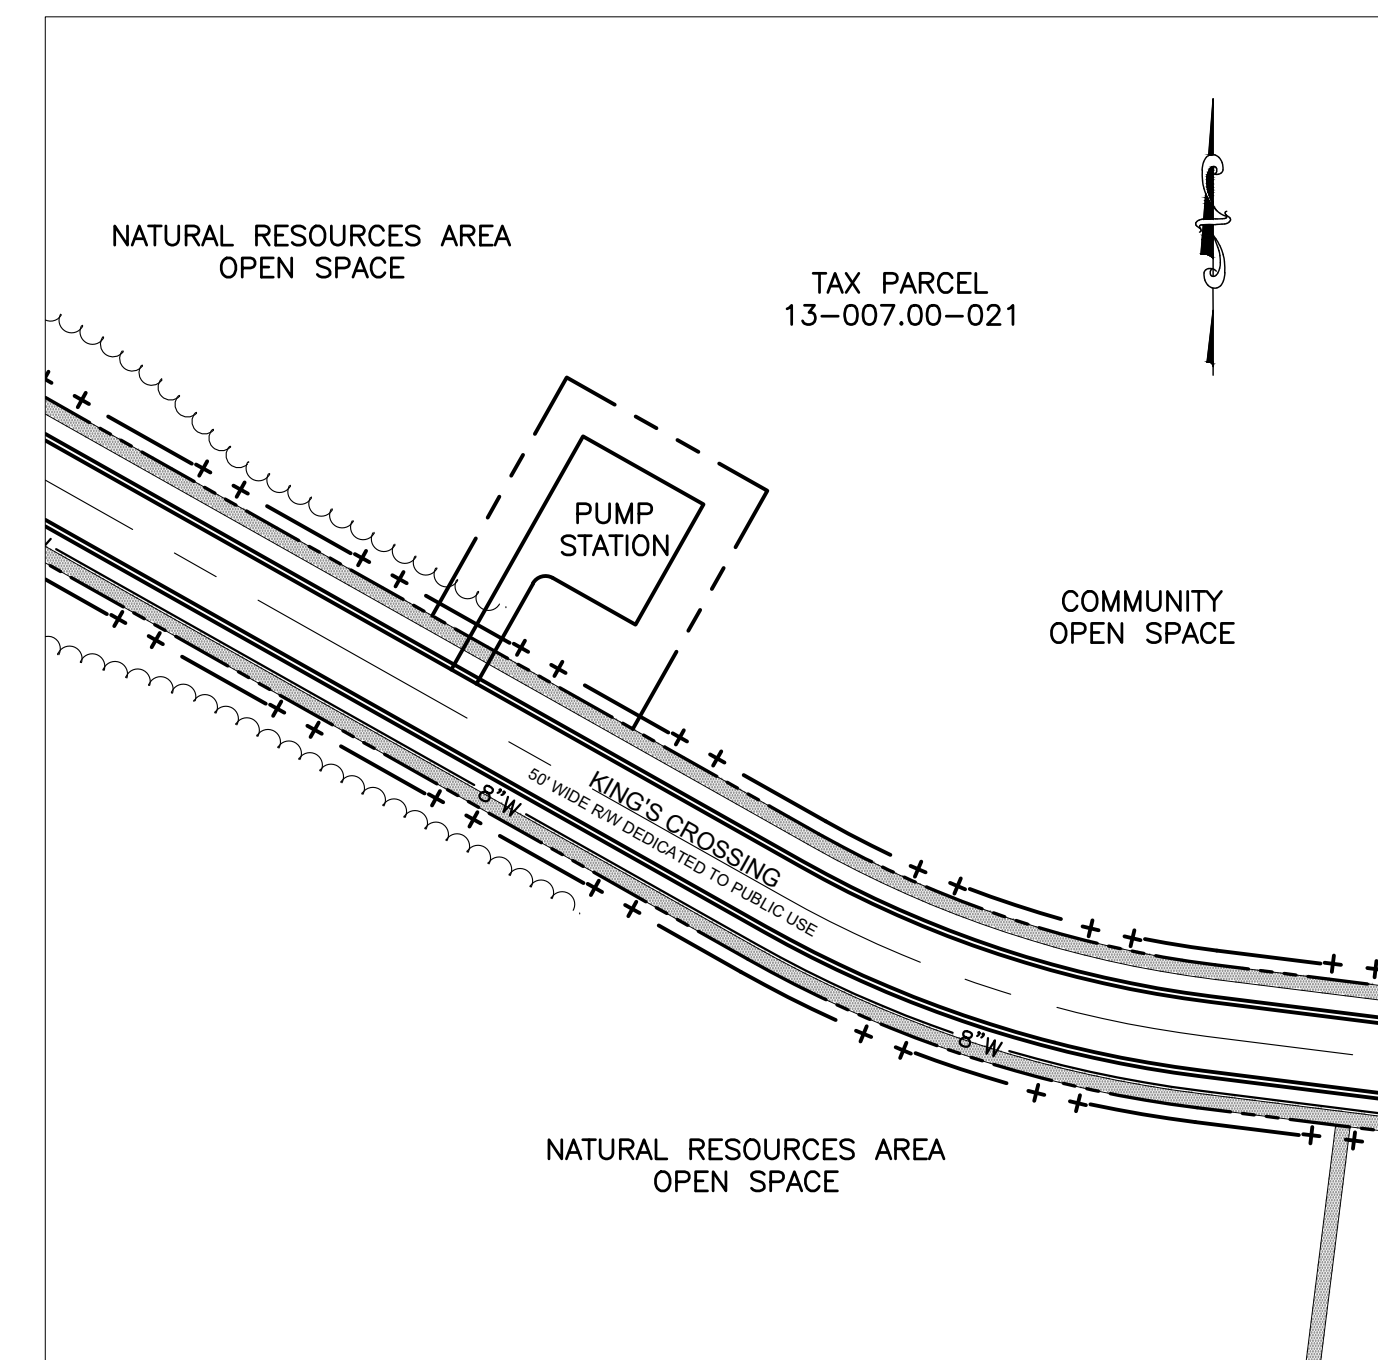 NATURAL RESOURCES AREA
OPEN SPACE
TAX PARCEL
13-007.00-021
PUMP
STATION
COMMUNITY
OPEN SPACE
8"W
KING'S CROSSING
50' WIDE R/W DEDICATED TO PUBLIC USE
8"W
NATURAL RESOURCES AREA
OPEN SPACE